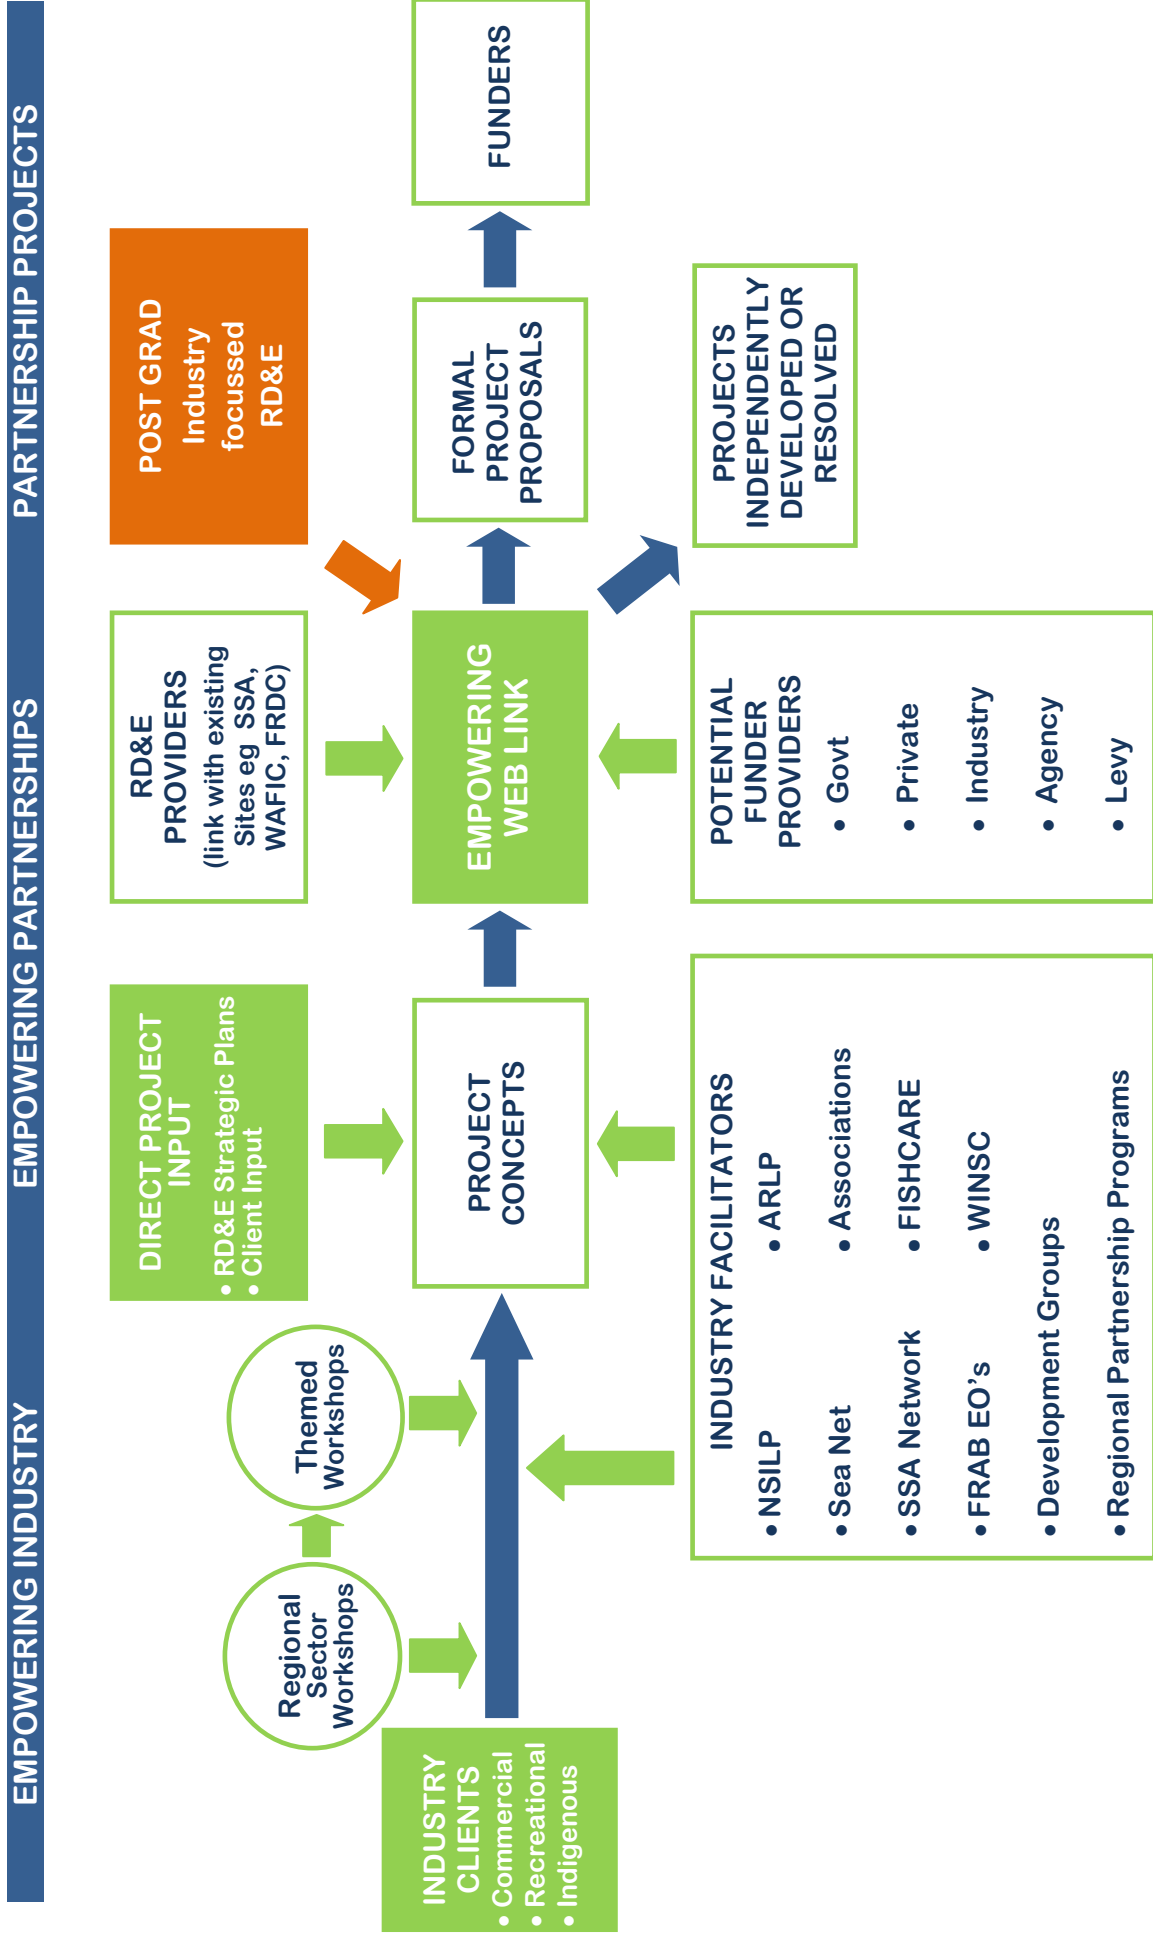 EMPOWERING INDUSTRY
EMPOWERING PARTNERSHIPS
PARTNERSHIP PROJECTS
INDUSTRY
CLIENTS
• Commercial
• Recreational
• Indigenous
Regional
Sector
Workshops
Themed
Workshops
DIRECT PROJECT
INPUT
• RD&E Strategic Plans
• Client Input
PROJECT
CONCEPTS
INDUSTRY FACILITATORS
• NSILP
• ARLP
• Sea Net
• Associations
• SSA Network
• FISHCARE
• FRAB EO's
• WINSC
• Development Groups
• Regional Partnership Programs
RD&E
PROVIDERS
(link with existing
Sites eg SSA,
WAFIC, FRDC)
EMPOWERING
WEB LINK
POTENTIAL
FUNDER
PROVIDERS
• Govt
• Private
• Industry
• Agency
• Levy
POST GRAD
Industry
focussed
RD&E
FORMAL
PROJECT
PROPOSALS
PROJECTS
INDEPENDENTLY
DEVELOPED OR
RESOLVED
FUNDERS